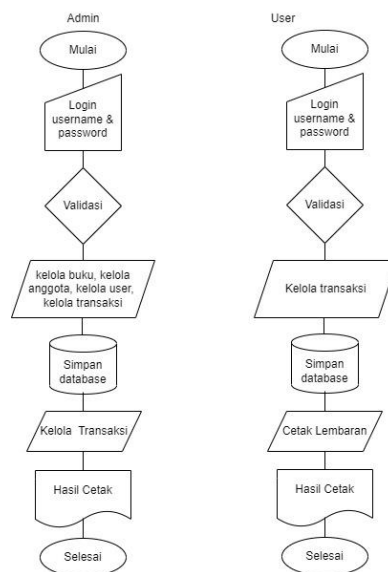 Admin
Mulai
Login
username &
password
Validasi
kelola buku, kelola
anggota, kelola user,
kelola transaksi
Simpan
database
Kelola Transaksi
Hasil Cetak
Selesai
User
Mulai
Login
username &
password
Validasi
Kelola transaksi
Simpan
database
Cetak Lembaran
Hasil Cetak
Selesai